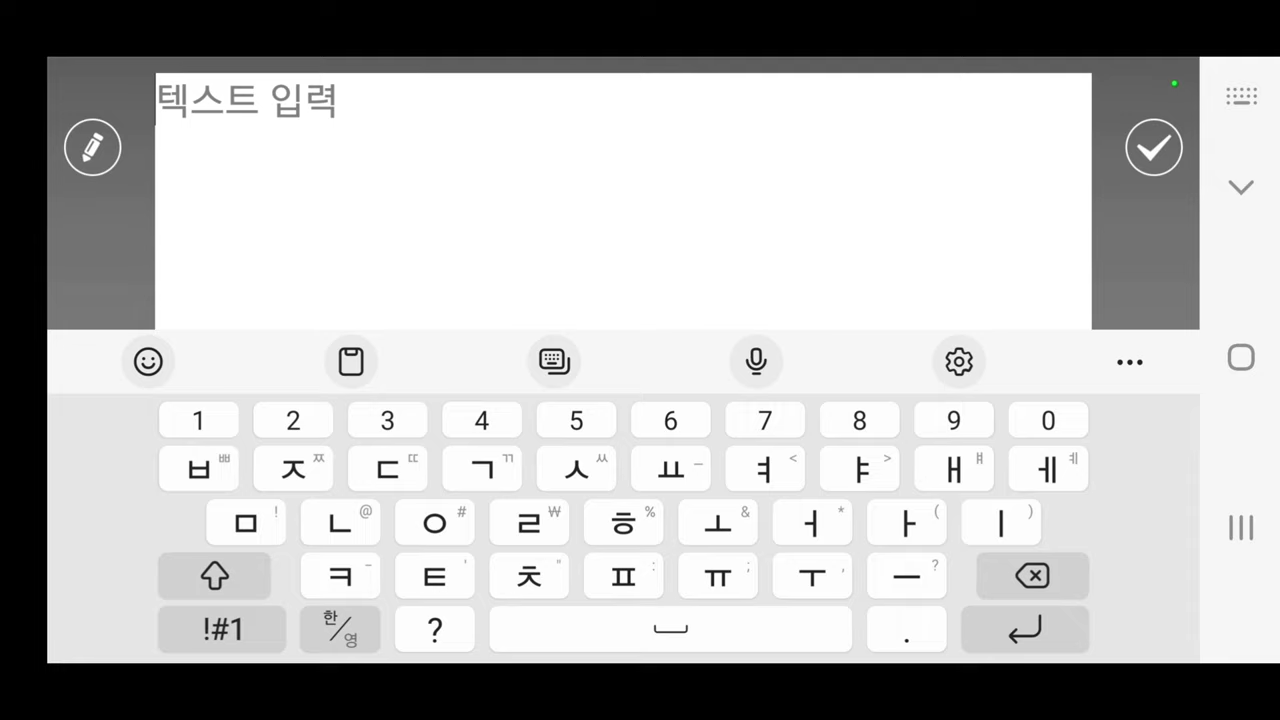 텍스트 입력
1 2 3 4 5 6 7 8 9 0
ㅂ ㅃ ㅈ ㅉ ㄷ ㄸ ㄱ ㄲ ㅅ ㅆ ㅛ _ ㅕ < ㅑ > ㅐ ㅒ ㅔ ㅖ
ㅁ ! ㄴ @ ㅇ # ㄹ ₩ ㅎ % ㅗ & ㅓ * ㅏ ( ㅣ )
ㅋ - ㅌ ' ㅊ " ㅍ : ㅠ ; ㅜ , ㅡ ?
!#1 한/영 ? .